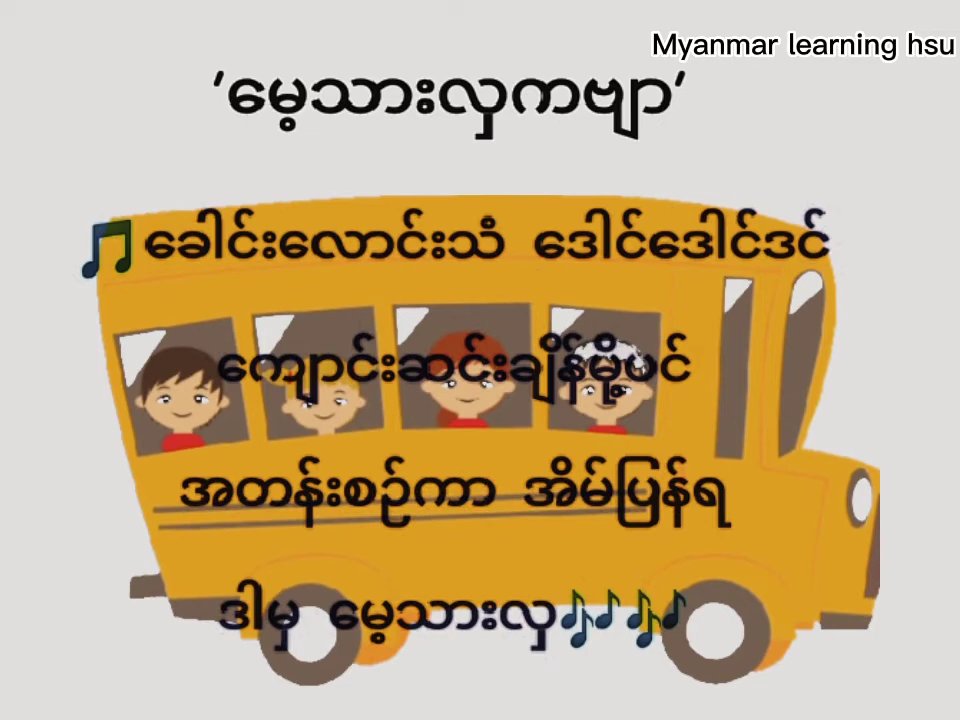 Myanmar learning hsu
'မေ့သားလှကဗျာ'
🎵ခေါင်းလောင်းသံ ဒေါင်ဒေါင်ဒင်
ကျောင်းဆင်းချိန်မို့ပင်
အတန်းစဉ်ကာ အိမ်ပြန်ရ
ဒါမှ မေ့သားလှ🎶🎶